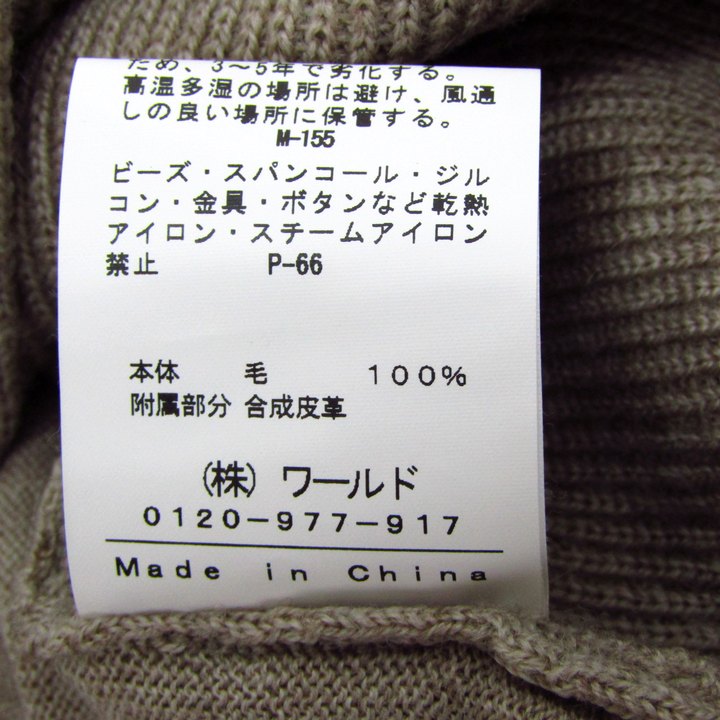 ため、3～5年で劣化する。
高温多湿の場所は避け、風通
しの良い場所に保管する。
M-155
ビーズ・スパンコール・ジル
コン・金具・ボタンなど乾熱
アイロン・スチームアイロン
禁止 P-66
本体 毛 100%
附属部分 合成皮革
(株) ワールド
0120-977-917
Made in China